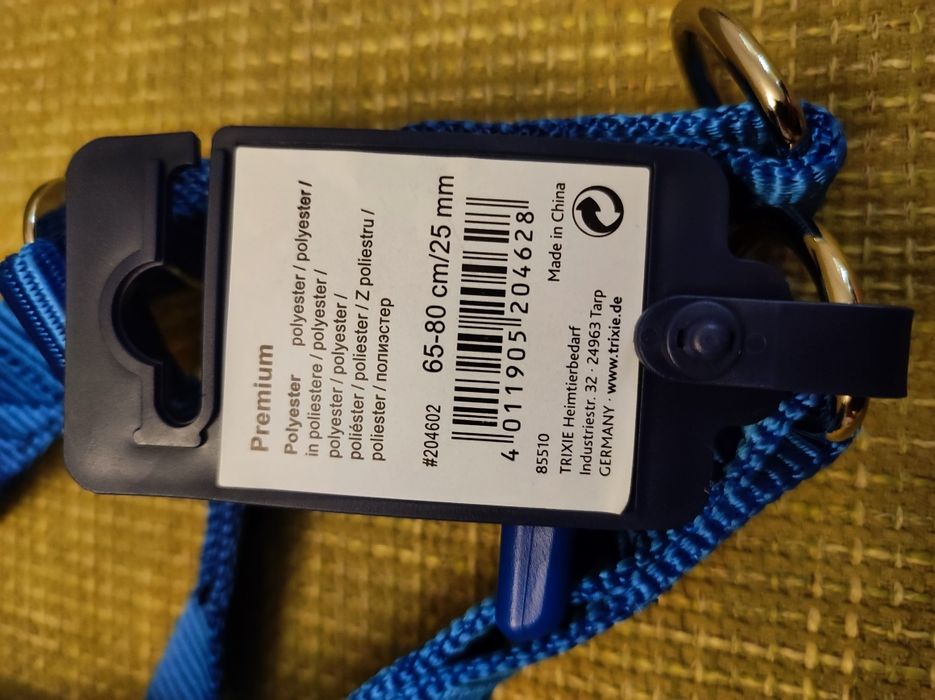 Premium
Polyester polyester / polyester /
in poliestere / polyester /
polyester / polyester /
poliéster / poliester / Z poliestru /
poliester / полиэстер
#204602 65-80 cm/25 mm
4 011905 204628
85510 Made in China
TRIXIE Heimtierbedarf
Industriestr. 32 · 24963 Tarp
GERMANY · www.trixie.de